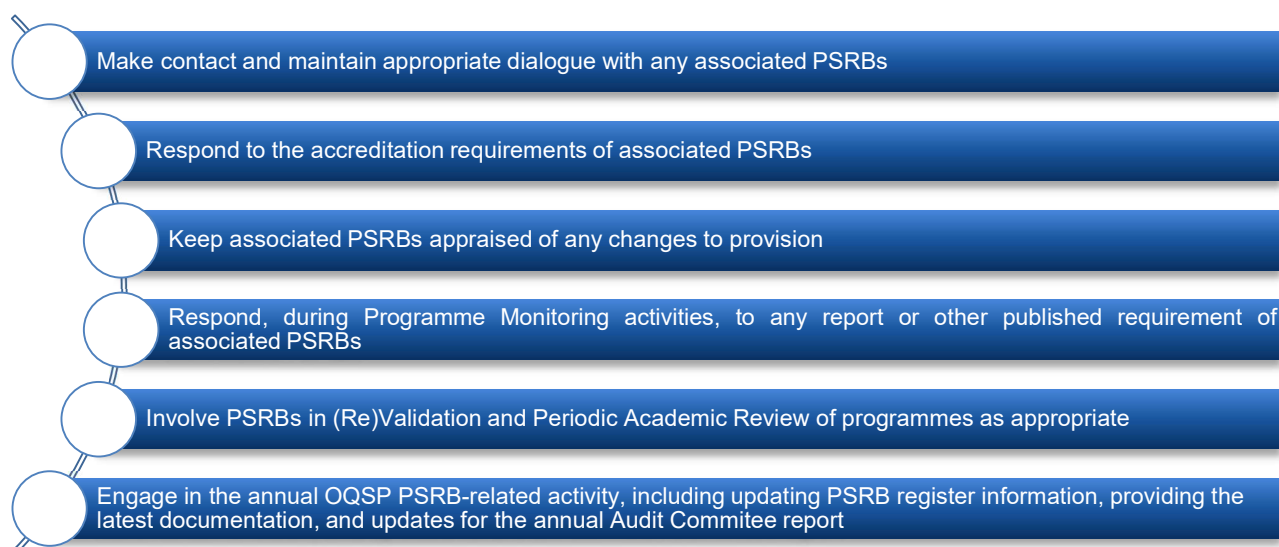 Make contact and maintain appropriate dialogue with any associated PSRBs
Respond to the accreditation requirements of associated PSRBs
Keep associated PSRBs appraised of any changes to provision
Respond, during Programme Monitoring activities, to any report or other published requirement of
associated PSRBs
Involve PSRBs in (Re)Validation and Periodic Academic Review of programmes as appropriate
Engage in the annual OQSP PSRB-related activity, including updating PSRB register information, providing the
latest documentation, and updates for the annual Audit Commitee report